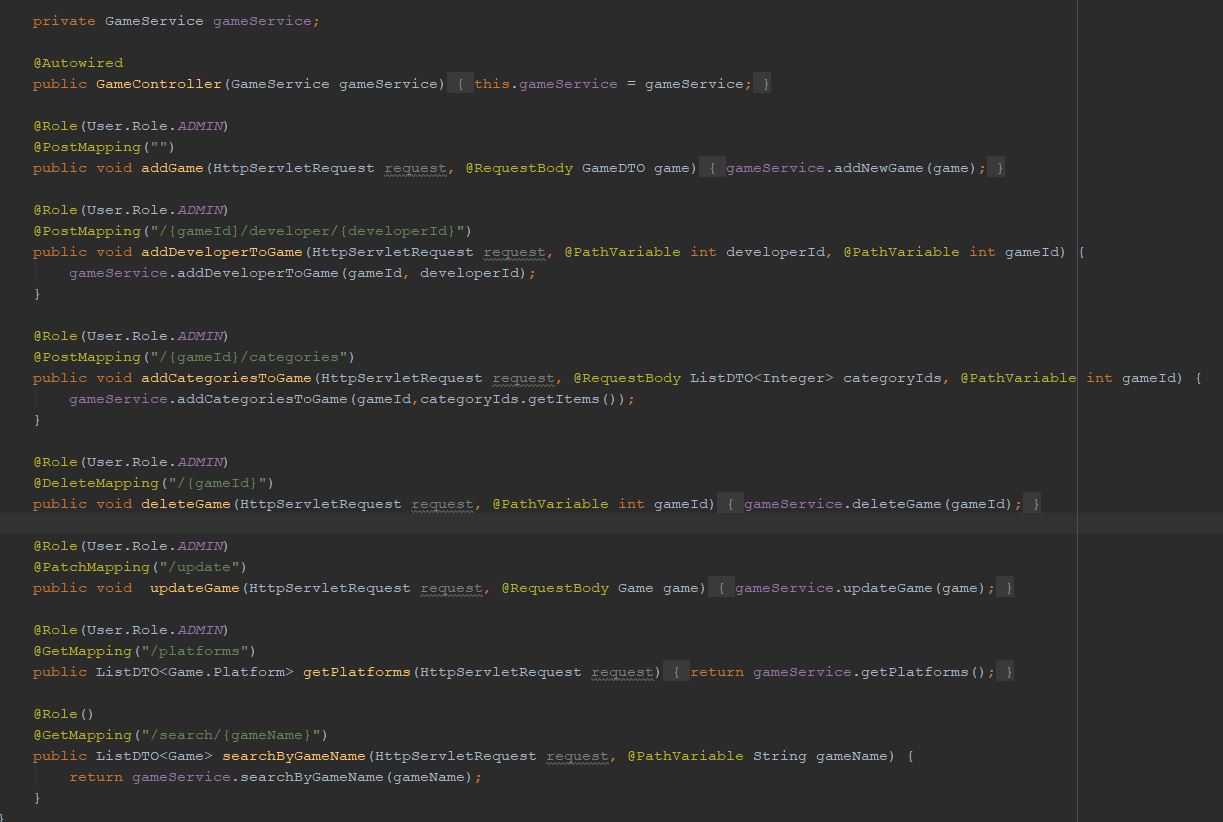 private GameService gameService;
@Autowired
public GameController(GameService gameService) { this.gameService = gameService; }
@Role(User.Role.ADMIN)
@PostMapping("")
public void addGame(HttpServletRequest request, @RequestBody GameDTO game) { gameService.addNewGame(game); }
@Role(User.Role.ADMIN)
@PostMapping("/{gameId}/developer/{developerId}")
public void addDeveloperToGame(HttpServletRequest request, @PathVariable int developerId, @PathVariable int gameId) {
gameService.addDeveloperToGame(gameId, developerId);
}
@Role(User.Role.ADMIN)
@PostMapping("/{gameId}/categories")
public void addCategoriesToGame(HttpServletRequest request, @RequestBody ListDTO<Integer> categoryIds, @PathVariable int gameId) {
gameService.addCategoriesToGame(gameId,categoryIds.getItems());
}
@Role(User.Role.ADMIN)
@DeleteMapping("/{gameId}")
public void deleteGame(HttpServletRequest request, @PathVariable int gameId) { gameService.deleteGame(gameId); }
@Role(User.Role.ADMIN)
@PatchMapping("/update")
public void  updateGame(HttpServletRequest request, @RequestBody Game game) { gameService.updateGame(game); }
@Role(User.Role.ADMIN)
@GetMapping("/platforms")
public ListDTO<Game.Platform> getPlatforms(HttpServletRequest request) { return gameService.getPlatforms(); }
@Role()
@GetMapping("/search/{gameName}")
public ListDTO<Game> searchByGameName(HttpServletRequest request, @PathVariable String gameName) {
return gameService.searchByGameName(gameName);
}
}